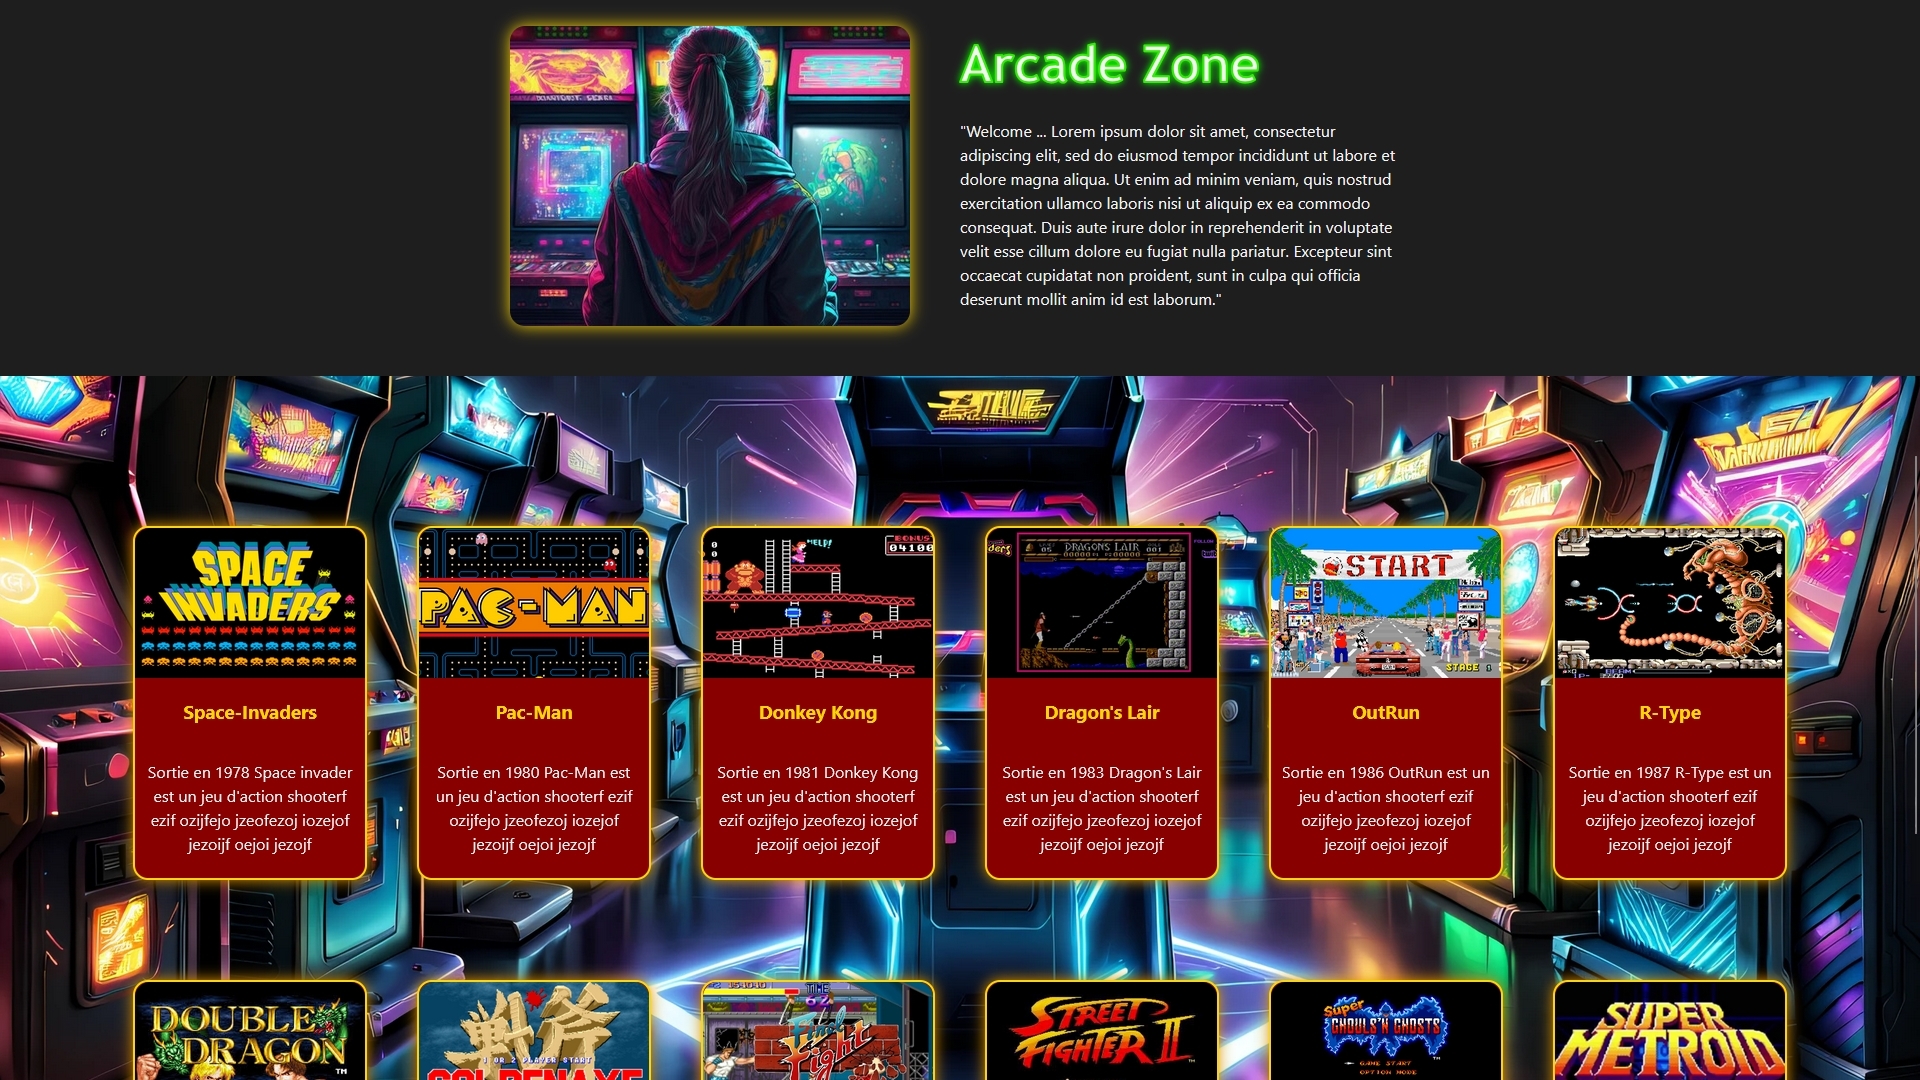 Arcade Zone
"Welcome ... Lorem ipsum dolor sit amet, consectetur
adipiscing elit, sed do eiusmod tempor incididunt ut labore et
dolore magna aliqua. Ut enim ad minim veniam, quis nostrud
exercitation ullamco laboris nisi ut aliquip ex ea commodo
consequat. Duis aute irure dolor in reprehenderit in voluptate
velit esse cillum dolore eu fugiat nulla pariatur. Excepteur sint
occaecat cupidatat non proident, sunt in culpa qui officia
deserunt mollit anim id est laborum."
SPACE
INVADERS
Space-Invaders
Sortie en 1978 Space invader
est un jeu d'action shooterf
ezif ozijfejo jzeofezoj iozejof
jezoijf oejoi jezojf
PAC-MAN
Pac-Man
Sortie en 1980 Pac-Man est
un jeu d'action shooterf ezif
ozijfejo jzeofezoj iozejof
jezoijf oejoi jezojf
HELP!
BONUS
04100
Donkey Kong
Sortie en 1981 Donkey Kong
est un jeu d'action shooterf
ezif ozijfejo jzeofezoj iozejof
jezoijf oejoi jezojf
DRAGONS LAIR
Dragon's Lair
Sortie en 1983 Dragon's Lair
est un jeu d'action shooterf
ezif ozijfejo jzeofezoj iozejof
jezoijf oejoi jezojf
START
STAGE 1
OutRun
Sortie en 1986 OutRun est un
jeu d'action shooterf ezif
ozijfejo jzeofezoj iozejof
jezoijf oejoi jezojf
BEAM
R-Type
Sortie en 1987 R-Type est un
jeu d'action shooterf ezif
ozijfejo jzeofezoj iozejof
jezoijf oejoi jezojf
DOUBLE
DRAGON
TM
戦斧
1 OR 2 PLAYER START
GOLDEN AXE
TIME
62
Final
Fight
STREET
FIGHTER II
Super
GHOULS'N GHOSTS
GAME START
OPTION MODE
SUPER
METROID